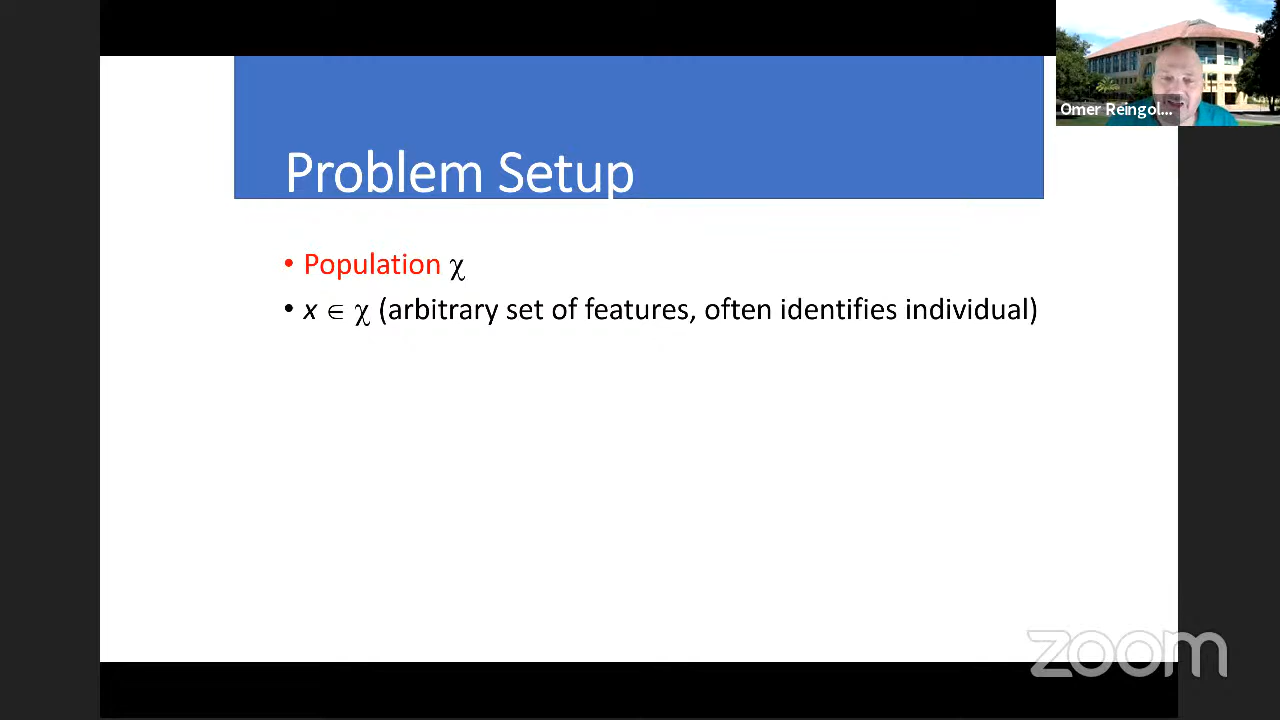 Omer Reingol...
Problem Setup
• Population χ
• x ∈ χ (arbitrary set of features, often identifies individual)
zoom